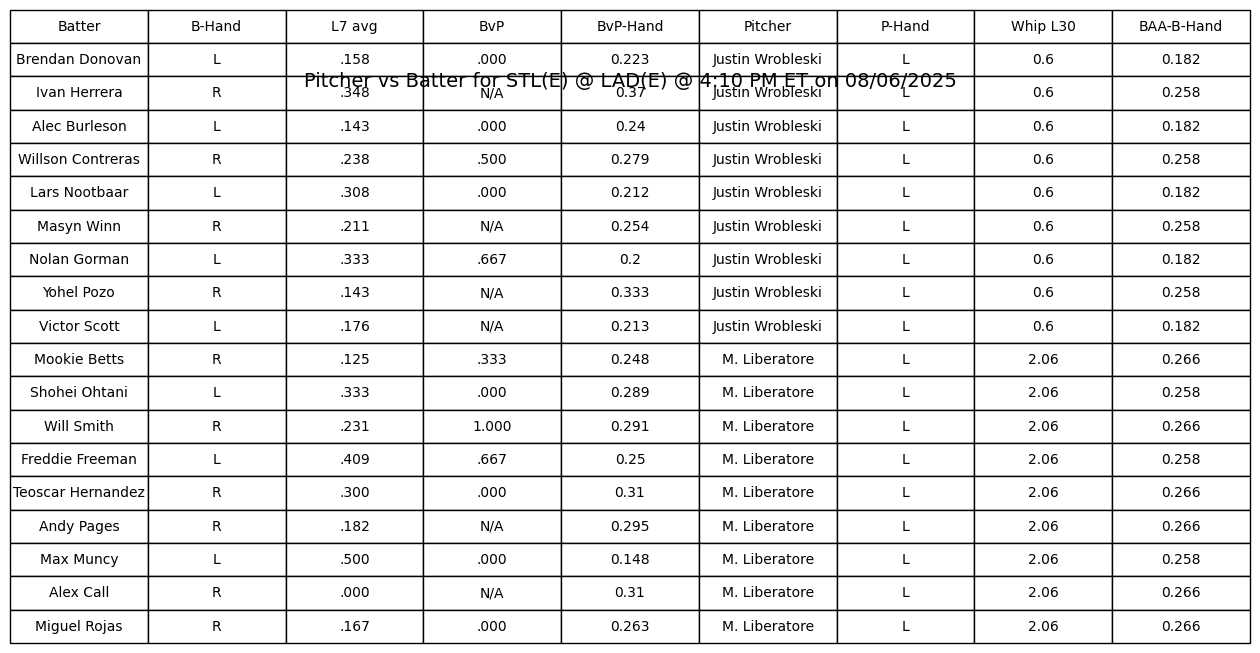 Batter B-Hand L7 avg BvP BvP-Hand Pitcher P-Hand Whip L30 BAA-B-Hand
Brendan Donovan L .158 .000 0.223 Justin Wrobleski L 0.6 0.182
Pitcher vs Batter for STL(E) @ LAD(E) @ 4:10 PM ET on 08/06/2025
Ivan Herrera R .348 N/A 0.37 Justin Wrobleski L 0.6 0.258
Alec Burleson L .143 .000 0.24 Justin Wrobleski L 0.6 0.182
Willson Contreras R .238 .500 0.279 Justin Wrobleski L 0.6 0.258
Lars Nootbaar L .308 .000 0.212 Justin Wrobleski L 0.6 0.182
Masyn Winn R .211 N/A 0.254 Justin Wrobleski L 0.6 0.258
Nolan Gorman L .333 .667 0.2 Justin Wrobleski L 0.6 0.182
Yohel Pozo R .143 N/A 0.333 Justin Wrobleski L 0.6 0.258
Victor Scott L .176 N/A 0.213 Justin Wrobleski L 0.6 0.182
Mookie Betts R .125 .333 0.248 M. Liberatore L 2.06 0.266
Shohei Ohtani L .333 .000 0.289 M. Liberatore L 2.06 0.258
Will Smith R .231 1.000 0.291 M. Liberatore L 2.06 0.266
Freddie Freeman L .409 .667 0.25 M. Liberatore L 2.06 0.258
Teoscar Hernandez R .300 .000 0.31 M. Liberatore L 2.06 0.266
Andy Pages R .182 N/A 0.295 M. Liberatore L 2.06 0.266
Max Muncy L .500 .000 0.148 M. Liberatore L 2.06 0.258
Alex Call R .000 N/A 0.31 M. Liberatore L 2.06 0.266
Miguel Rojas R .167 .000 0.263 M. Liberatore L 2.06 0.266